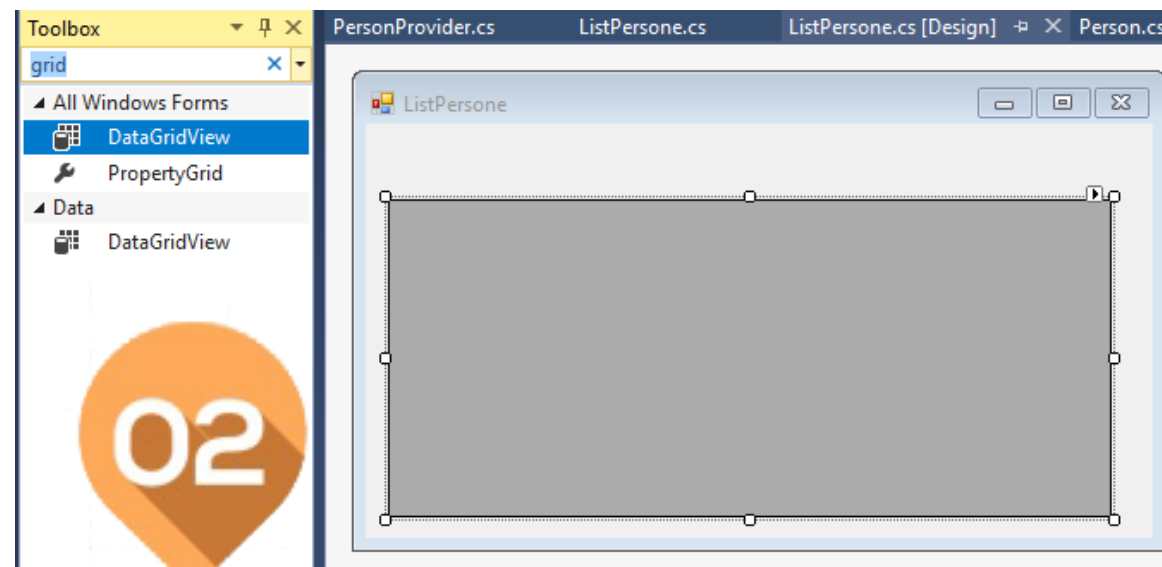 Toolbox
grid
All Windows Forms
DataGridView
PropertyGrid
Data
DataGridView
02
PersonProvider.cs ListPersone.cs ListPersone.cs [Design] Person.cs
ListPersone